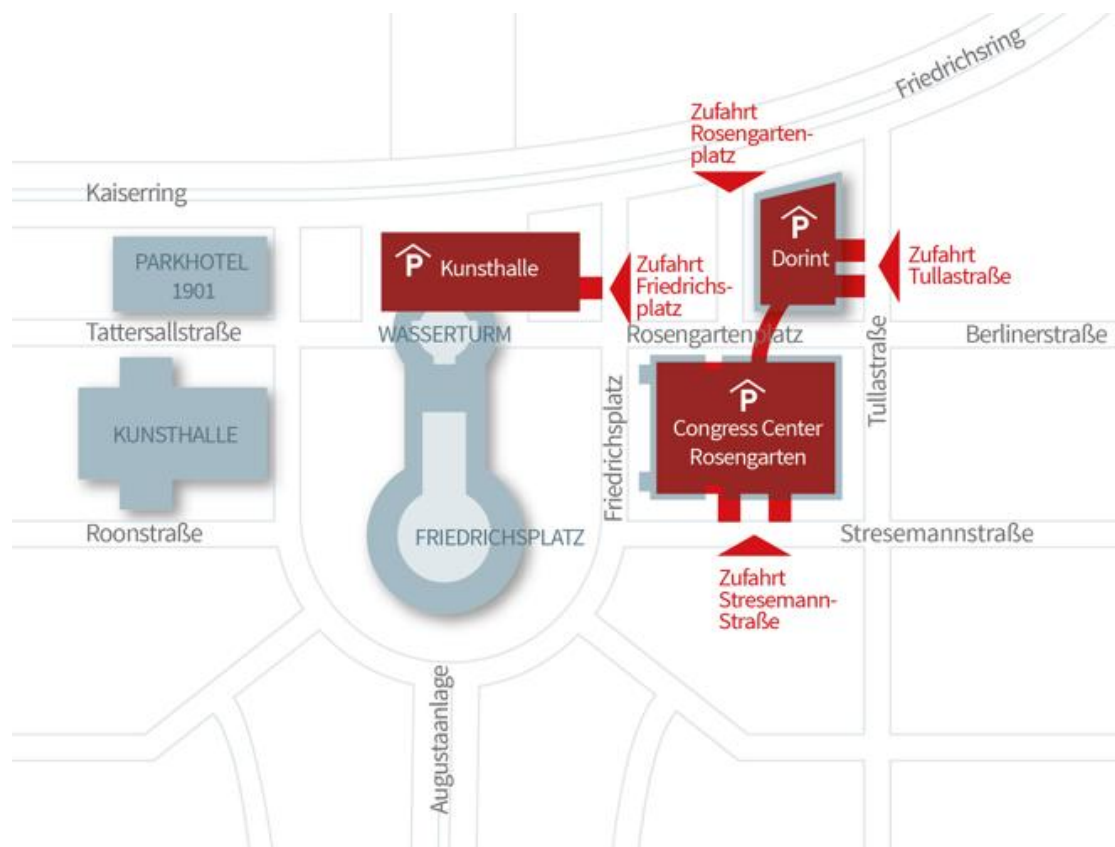 Friedrichsring
Zufahrt
Rosengarten-
platz
Kaiserring
PARKHOTEL
1901
P Kunsthalle
Zufahrt
Friedrichs-
platz
P
Dorint
Zufahrt
Tullastraße
Tattersallstraße
WASSERTURM
Rosengartenplatz
Berlinerstraße
Tullastraße
KUNSTHALLE
Friedrichsplatz
P
Congress Center
Rosengarten
Roonstraße
FRIEDRICHSPLATZ
Stresemannstraße
Zufahrt
Stresemann-
Straße
Augustaanlage